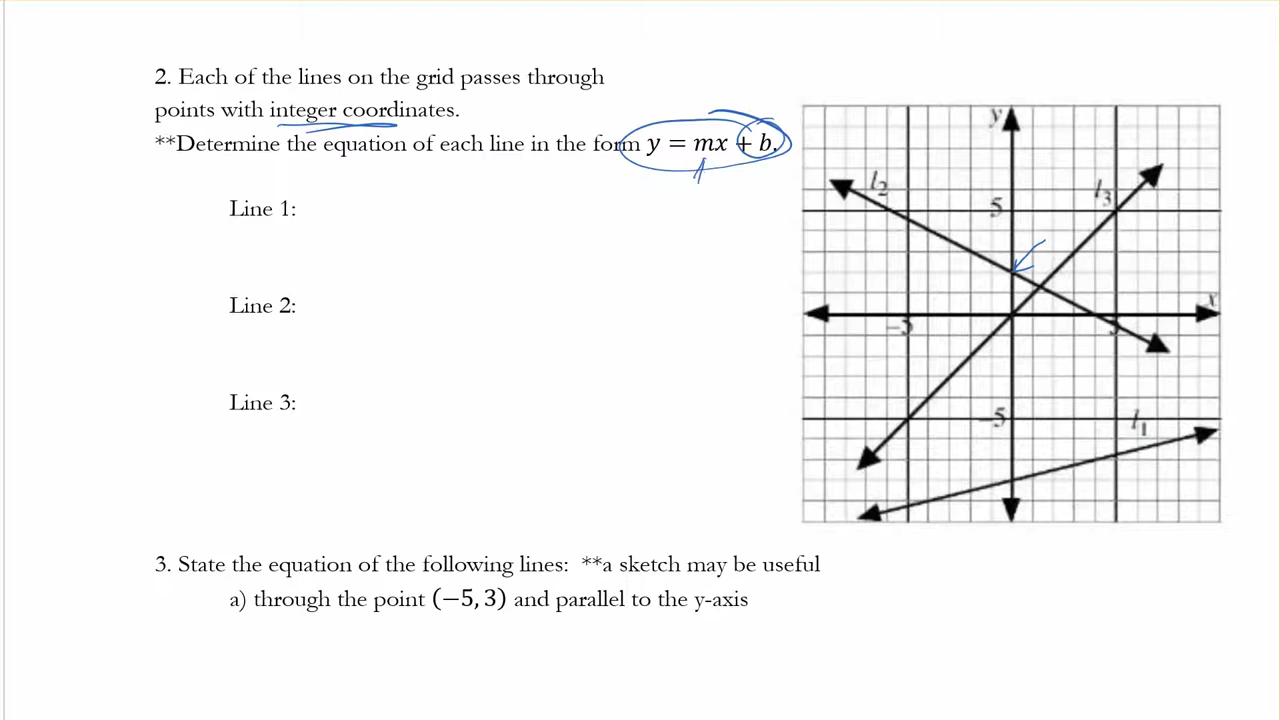 2. Each of the lines on the grid passes through
points with integer coordinates.
**Determine the equation of each line in the form y = mx + b.
Line 1:
Line 2:
Line 3:
y
l₂
l₃
5
x
−5
5
−5
l₁
3. State the equation of the following lines:  **a sketch may be useful
a) through the point (−5, 3) and parallel to the y-axis